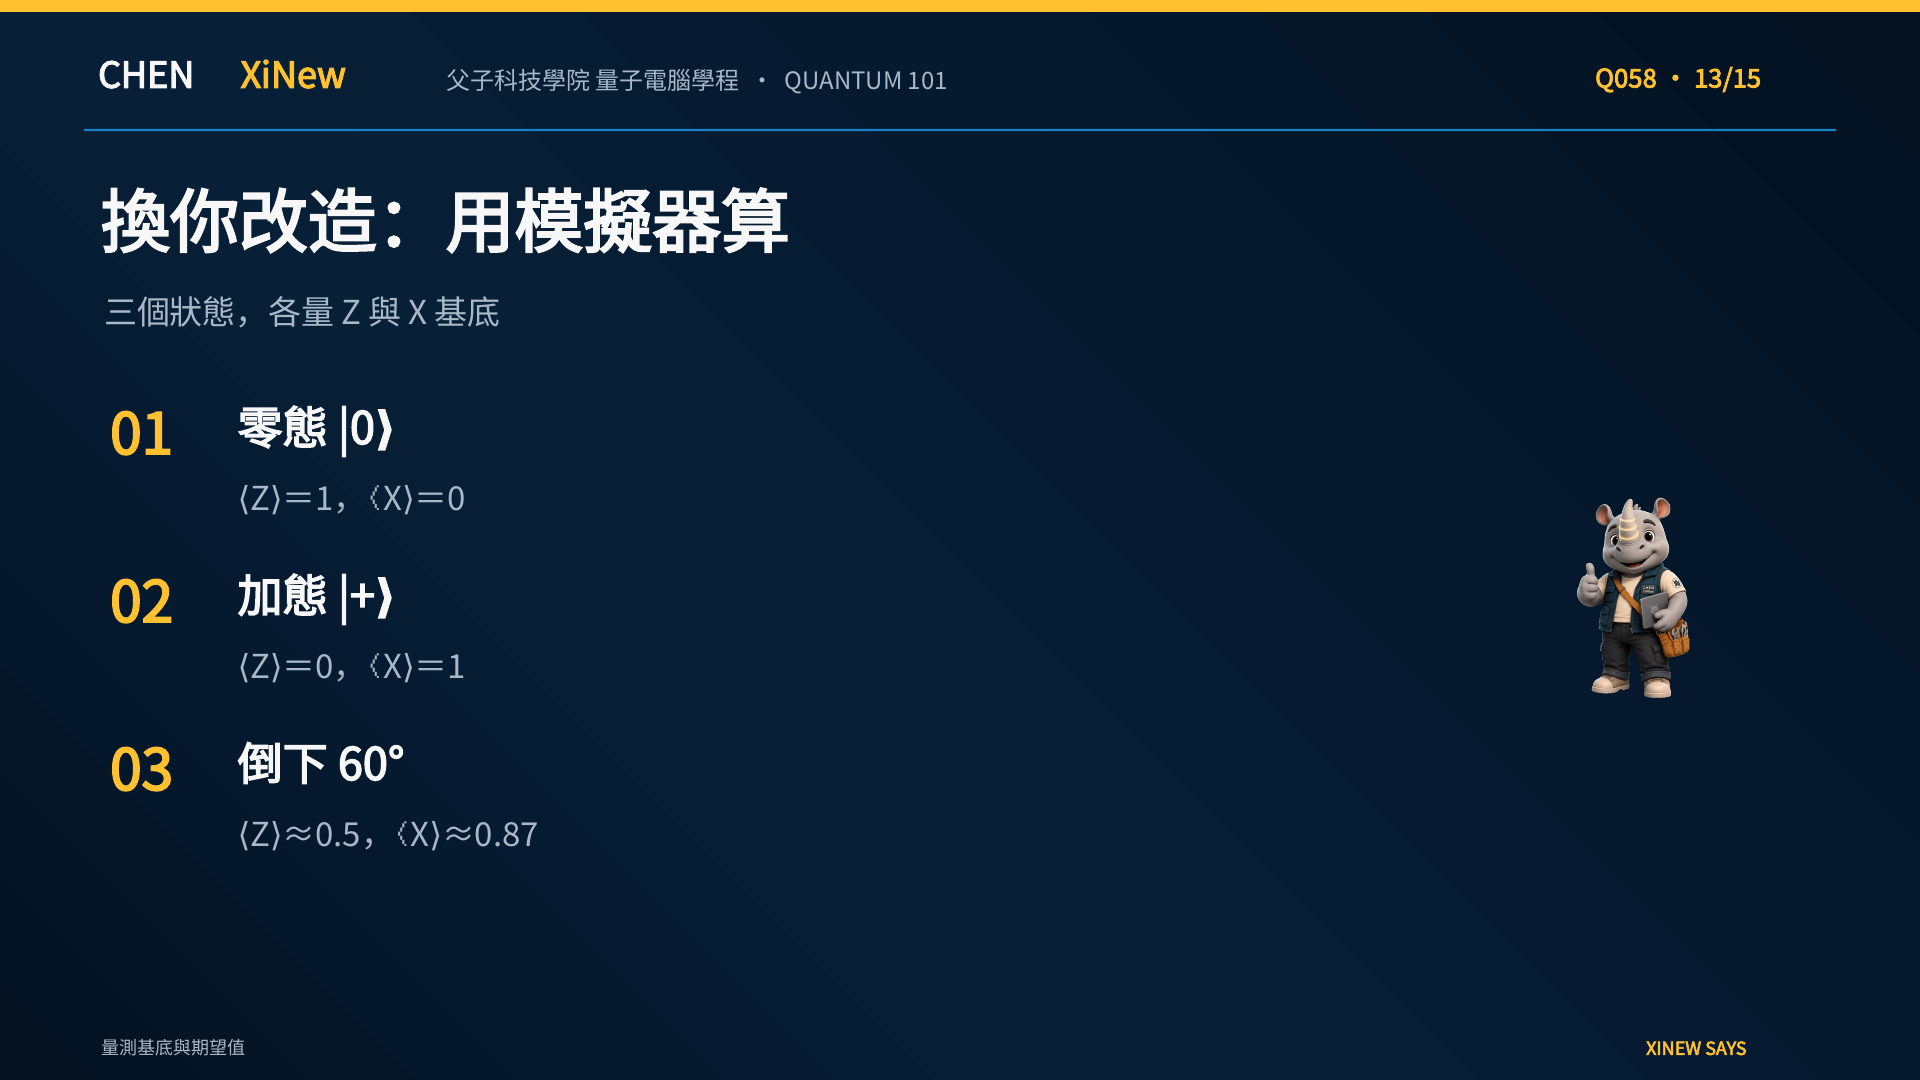 CHEN XiNew 父子科技學院 量子電腦學程 · QUANTUM 101 Q058 · 13/15
換你改造：用模擬器算
三個狀態，各量 Z 與 X 基底
01 零態 |0⟩
⟨Z⟩＝1，⟨X⟩＝0
02 加態 |+⟩
⟨Z⟩＝0，⟨X⟩＝1
03 倒下 60°
⟨Z⟩≈0.5，⟨X⟩≈0.87
量測基底與期望值 XINEW SAYS